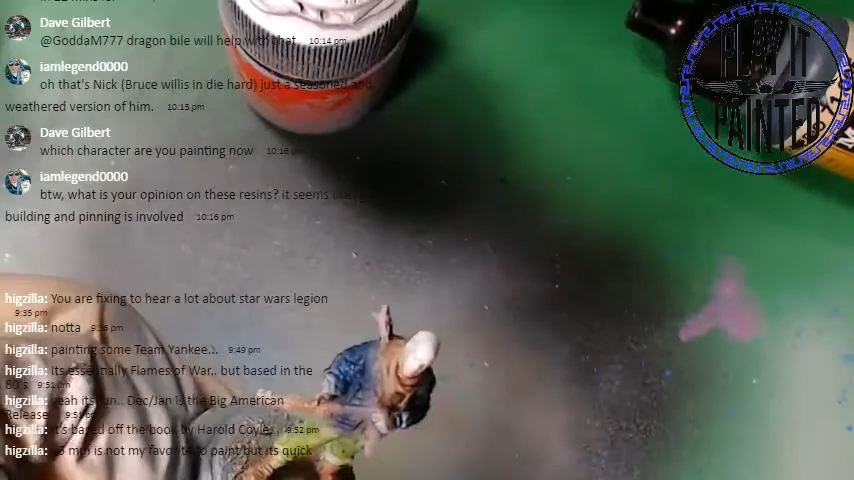 Dave Gilbert
@GoddaM777 dragon bile will help with that 10:14 pm
iamlegend0000
oh that's Nick (Bruce willis in die hard) just a seasoned and
weathered version of him. 10:15 pm
Dave Gilbert
which character are you painting now 10:16
iamlegend0000
btw, what is your opinion on these resins? it seems like
building and pinning is involved 10:16 pm
higzilla: You are fixing to hear a lot about star wars legion
9:35 pm
higzilla: notta 9:36 pm
higzilla: painting some Team Yankee.. 9:49 pm
higzilla: Its essentially Flames of War.. but based in the
80's 9:51 pm
higzilla: yeah its fun.. Dec/Jan is the Big American
Release 9:51 pm
higzilla: it's based off the book by Harold Coyle 9:52 pm
higzilla: 15 mm is not my favorite to paint but its quick
PLAY IT
PAINTED